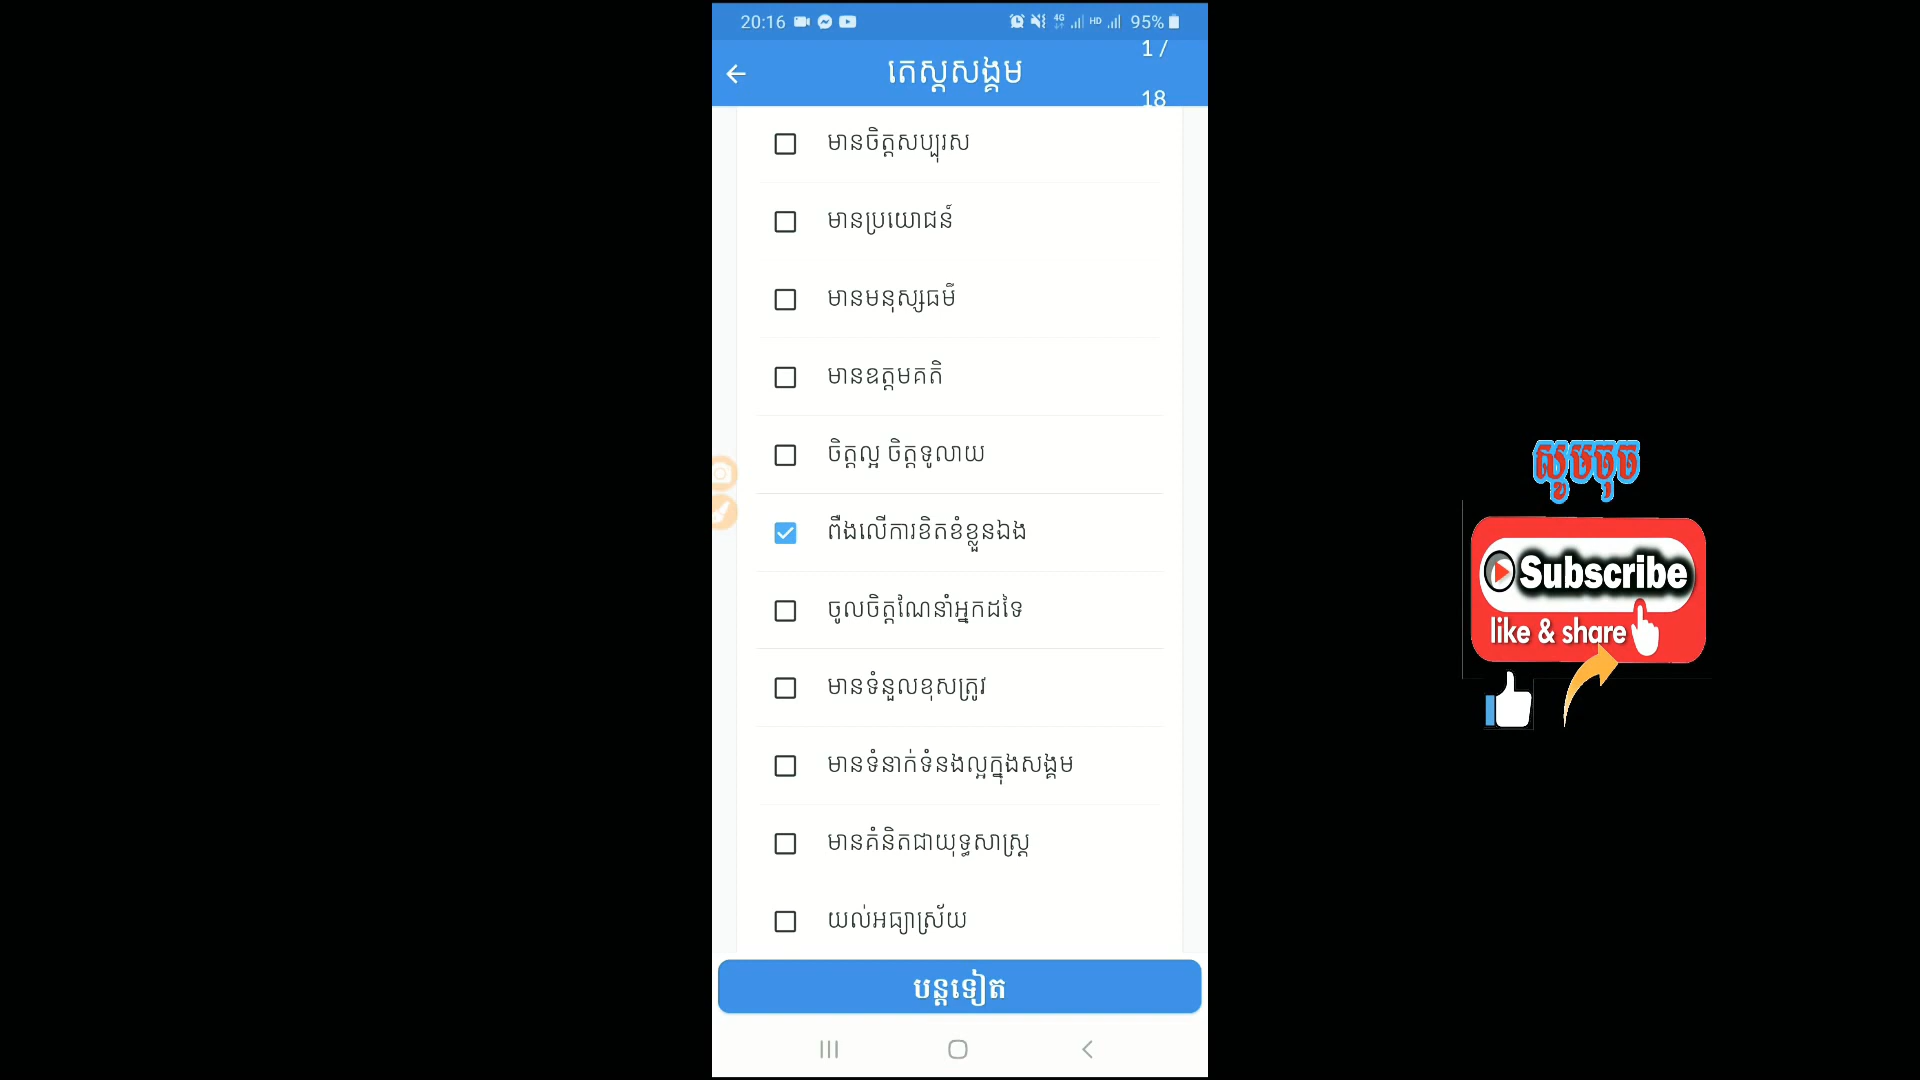 20:16 4G HD 95%
តេស្តសង្គម
1 /
18
មានចិត្តសប្បុរស
មានប្រយោជន៍
មានមនុស្សធម៌
មានឧត្តមគតិ
ចិត្តល្អ ចិត្តទូលាយ
ពឹងលើការខិតខំខ្លួនឯង
ចូលចិត្តណែនាំអ្នកដទៃ
មានទំនួលខុសត្រូវ
មានទំនាក់ទំនងល្អក្នុងសង្គម
មានគំនិតជាយុទ្ធសាស្ត្រ
យល់អធ្យាស្រ័យ
បន្តទៀត
សូមចុច
Subscribe
like & share